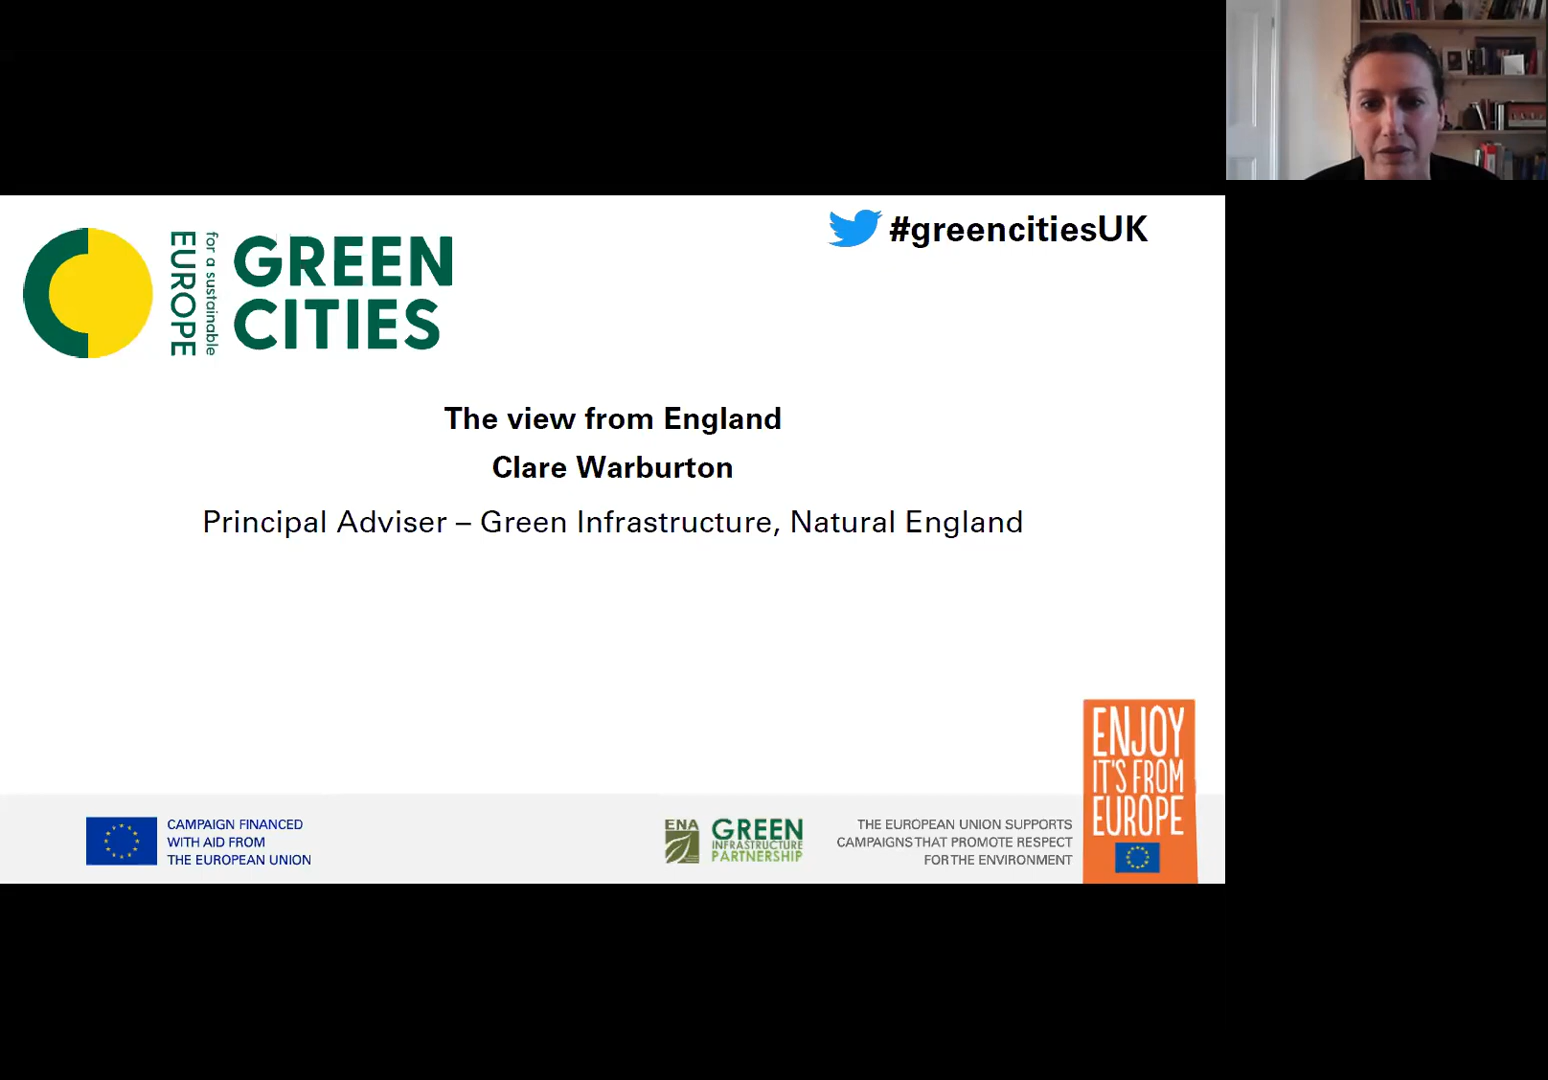 #greencitiesUK
EUROPE
for a sustainable
GREEN
CITIES
The view from England
Clare Warburton
Principal Adviser – Green Infrastructure, Natural England
CAMPAIGN FINANCED
WITH AID FROM
THE EUROPEAN UNION
ENA
GREEN
INFRASTRUCTURE
PARTNERSHIP
THE EUROPEAN UNION SUPPORTS
CAMPAIGNS THAT PROMOTE RESPECT
FOR THE ENVIRONMENT
ENJOY
IT'S FROM
EUROPE